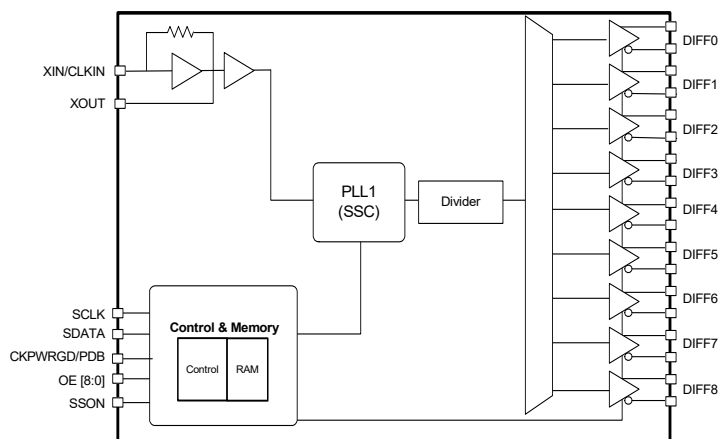 XIN/CLKIN
XOUT
PLL1
(SSC)
Divider
DIFF0
DIFF1
DIFF2
DIFF3
DIFF4
DIFF5
DIFF6
DIFF7
DIFF8
SCLK
SDATA
CKPWRGD/PDB
OE [8:0]
SSON
Control & Memory
Control
RAM